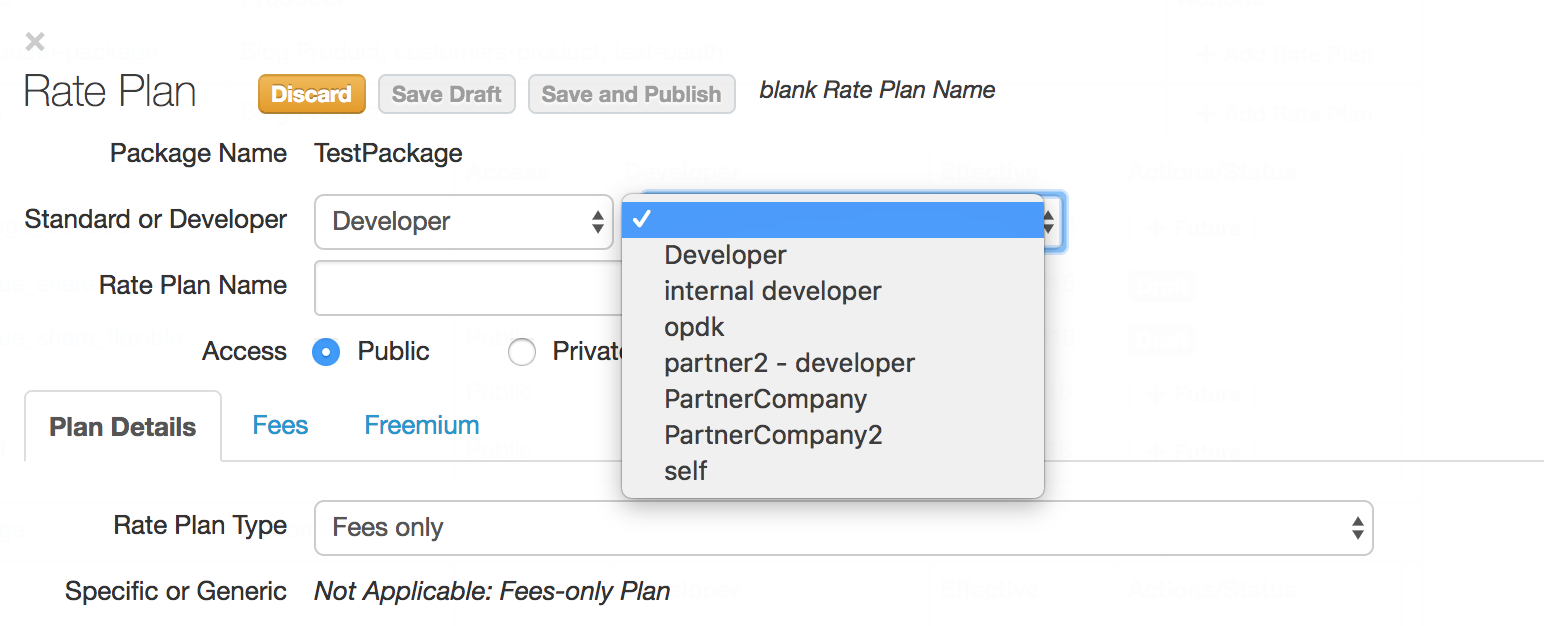 ×
Rate Plan Discard Save Draft Save and Publish blank Rate Plan Name
Package Name TestPackage
Standard or Developer Developer
Developer
internal developer
opdk
partner2 - developer
PartnerCompany
PartnerCompany2
self
Rate Plan Name
Access Public Private
Plan Details Fees Freemium
Rate Plan Type Fees only
Specific or Generic Not Applicable: Fees-only Plan